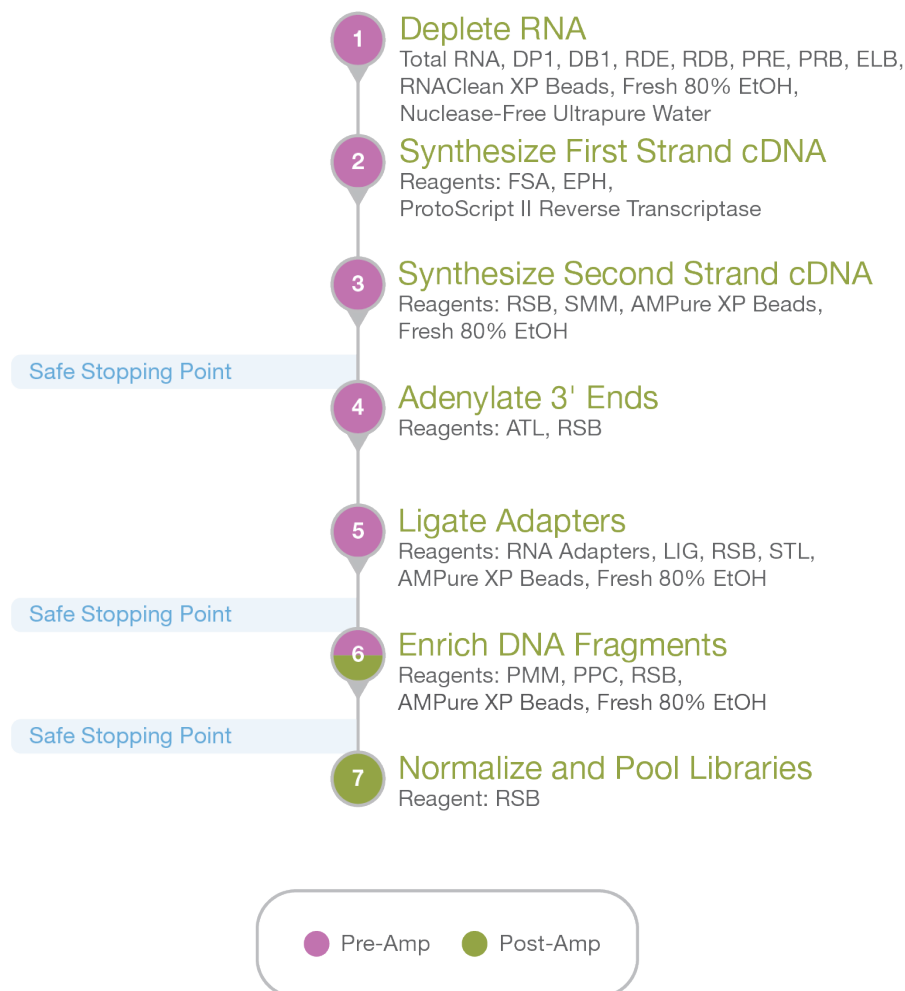 1
Deplete RNA
Total RNA, DP1, DB1, RDE, RDB, PRE, PRB, ELB,
RNAClean XP Beads, Fresh 80% EtOH,
Nuclease-Free Ultrapure Water
2
Synthesize First Strand cDNA
Reagents: FSA, EPH,
ProtoScript II Reverse Transcriptase
3
Synthesize Second Strand cDNA
Reagents: RSB, SMM, AMPure XP Beads,
Fresh 80% EtOH
Safe Stopping Point
4
Adenylate 3' Ends
Reagents: ATL, RSB
5
Ligate Adapters
Reagents: RNA Adapters, LIG, RSB, STL,
AMPure XP Beads, Fresh 80% EtOH
Safe Stopping Point
6
Enrich DNA Fragments
Reagents: PMM, PPC, RSB,
AMPure XP Beads, Fresh 80% EtOH
Safe Stopping Point
7
Normalize and Pool Libraries
Reagent: RSB
Pre-Amp
Post-Amp